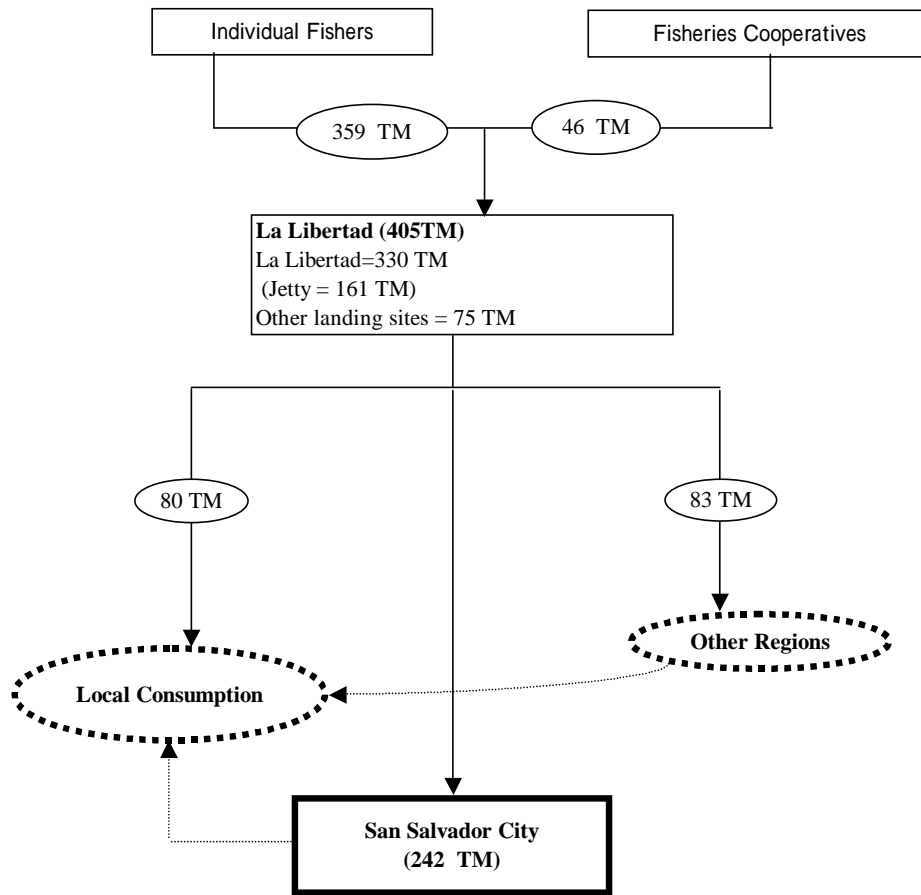 Individual Fishers
Fisheries Cooperatives
359 TM
46 TM
La Libertad (405TM)
La Libertad=330 TM
(Jetty = 161 TM)
Other landing sites = 75 TM
80 TM
83 TM
Other Regions
Local Consumption
San Salvador City
(242 TM)